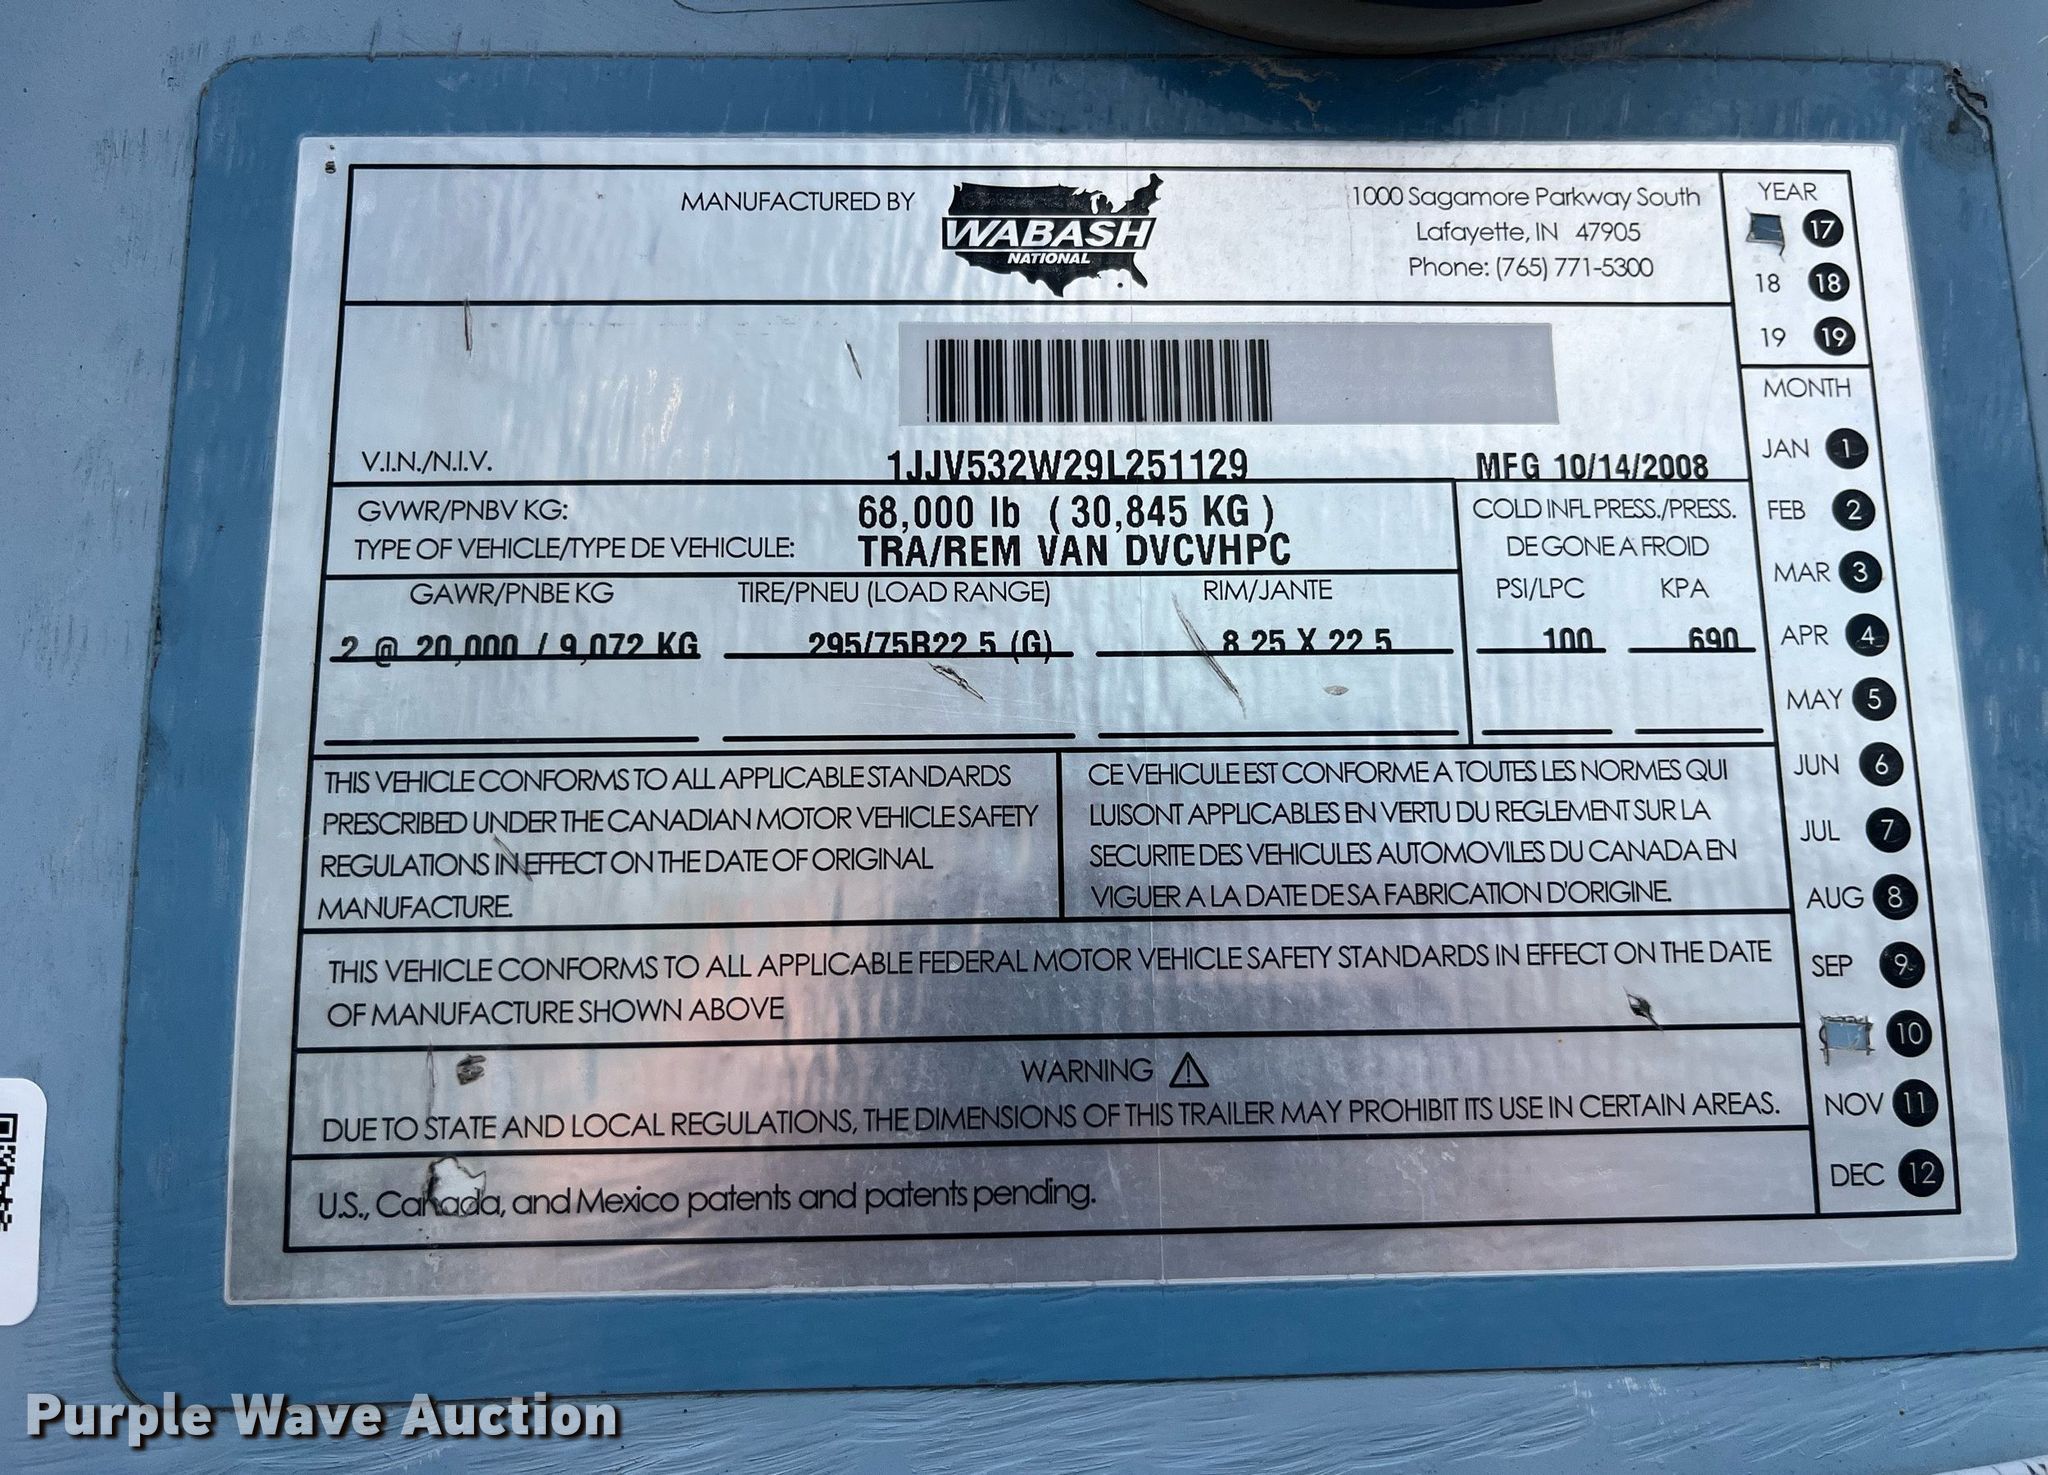 MANUFACTURED BY
WABASH
NATIONAL
1000 Sagamore Parkway South
Lafayette, IN 47905
Phone: (765) 771-5300
YEAR
17
18 18
19 19
V.I.N./N.I.V. 1JJV532W29L251129 MFG 10/14/2008
GVWR/PNBV KG: 68,000 lb ( 30,845 KG )
TYPE OF VEHICLE/TYPE DE VEHICULE: TRA/REM VAN DVCVHPC
COLD INFL PRESS./PRESS.
DE GONE A FROID
PSI/LPC KPA
GAWR/PNBE KG TIRE/PNEU (LOAD RANGE) RIM/JANTE
2 @ 20,000 / 9,072 KG 295/75R22.5 (G) 8.25 X 22.5 100 690
THIS VEHICLE CONFORMS TO ALL APPLICABLE STANDARDS
PRESCRIBED UNDER THE CANADIAN MOTOR VEHICLE SAFETY
REGULATIONS IN EFFECT ON THE DATE OF ORIGINAL
MANUFACTURE.
CE VEHICULE EST CONFORME A TOUTES LES NORMES QUI
LUISONT APPLICABLES EN VERTU DU REGLEMENT SUR LA
SECURITE DES VEHICULES AUTOMOVILES DU CANADA EN
VIGUER A LA DATE DE SA FABRICATION D'ORIGINE.
THIS VEHICLE CONFORMS TO ALL APPLICABLE FEDERAL MOTOR VEHICLE SAFETY STANDARDS IN EFFECT ON THE DATE
OF MANUFACTURE SHOWN ABOVE
WARNING
DUE TO STATE AND LOCAL REGULATIONS, THE DIMENSIONS OF THIS TRAILER MAY PROHIBIT ITS USE IN CERTAIN AREAS.
U.S., Canada, and Mexico patents and patents pending.
MONTH
JAN 1
FEB 2
MAR 3
APR 4
MAY 5
JUN 6
JUL 7
AUG 8
SEP 9
10
NOV 11
DEC 12
Purple Wave Auction